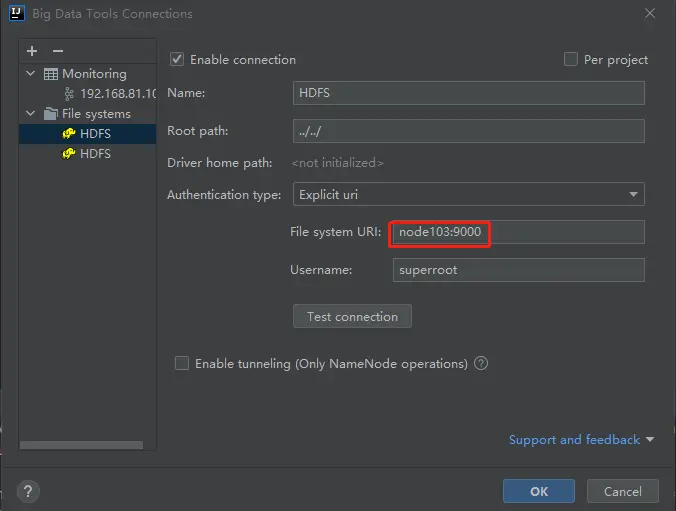 IJ Big Data Tools Connections
Monitoring
192.168.81.10
File systems
HDFS
HDFS
Enable connection
Per project
Name: HDFS
Root path: ../../
Driver home path: <not initialized>
Authentication type: Explicit uri
File system URI: node103:9000
Username: superroot
Test connection
Enable tunneling (Only NameNode operations) ?
Support and feedback
? OK Cancel